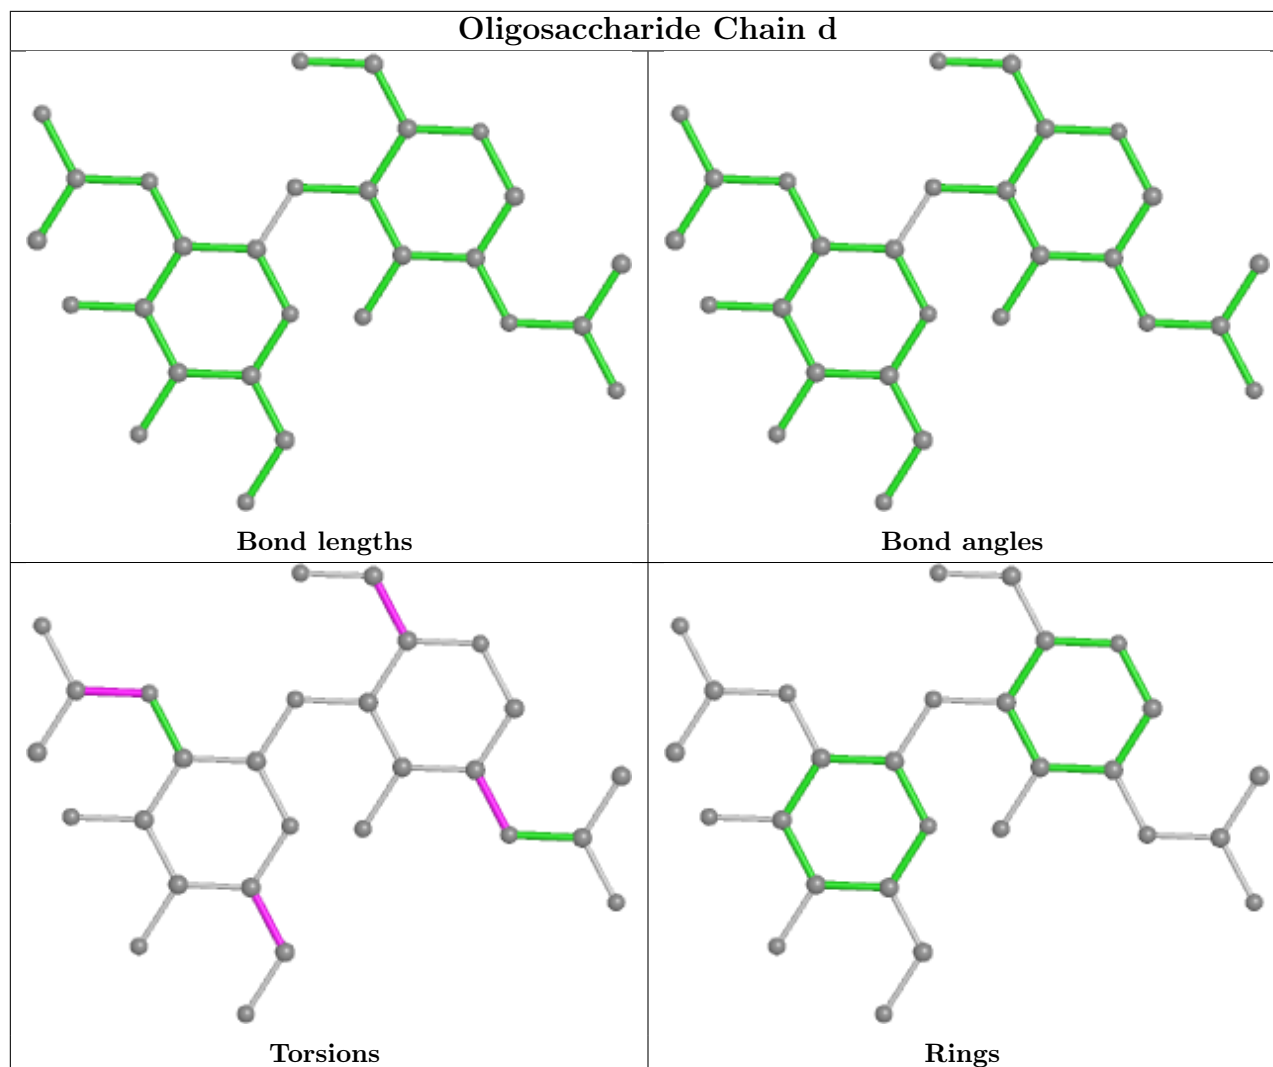 Oligosaccharide Chain d
Bond lengths
Bond angles
Torsions
Rings